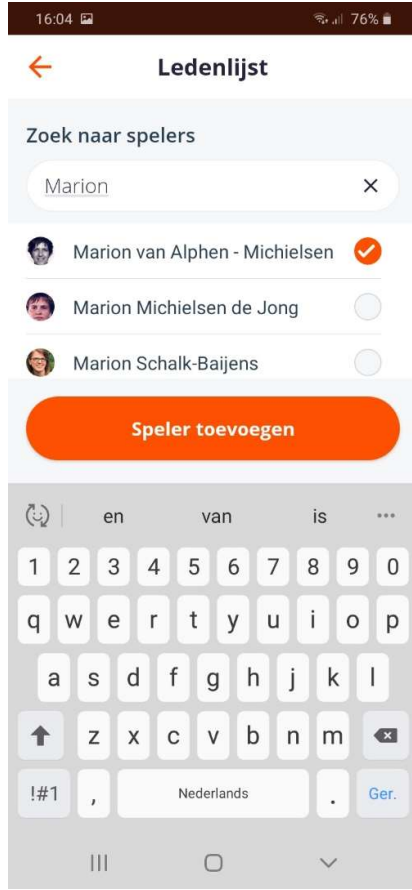 16:04 76%
Ledenlijst
Zoek naar spelers
Marion
Marion van Alphen - Michielsen
Marion Michielsen de Jong
Marion Schalk-Baijens
Speler toevoegen
en van is
1 2 3 4 5 6 7 8 9 0
q w e r t y u i o p
a s d f g h j k l
z x c v b n m
!#1 , Nederlands . Ger.